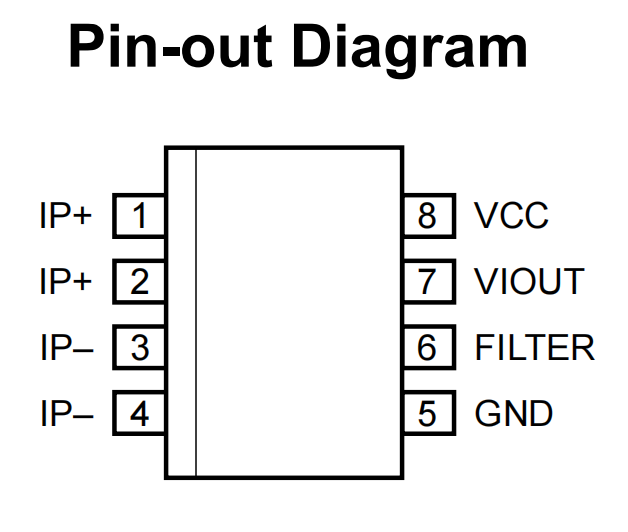 Pin-out Diagram
IP+ 1 8 VCC
IP+ 2 7 VIOUT
IP– 3 6 FILTER
IP– 4 5 GND